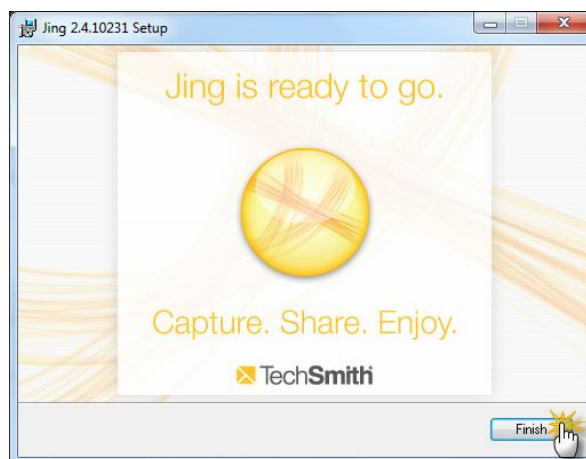 Jing 2.4.10231 Setup
Jing is ready to go.
Capture. Share. Enjoy.
TechSmith
Finish